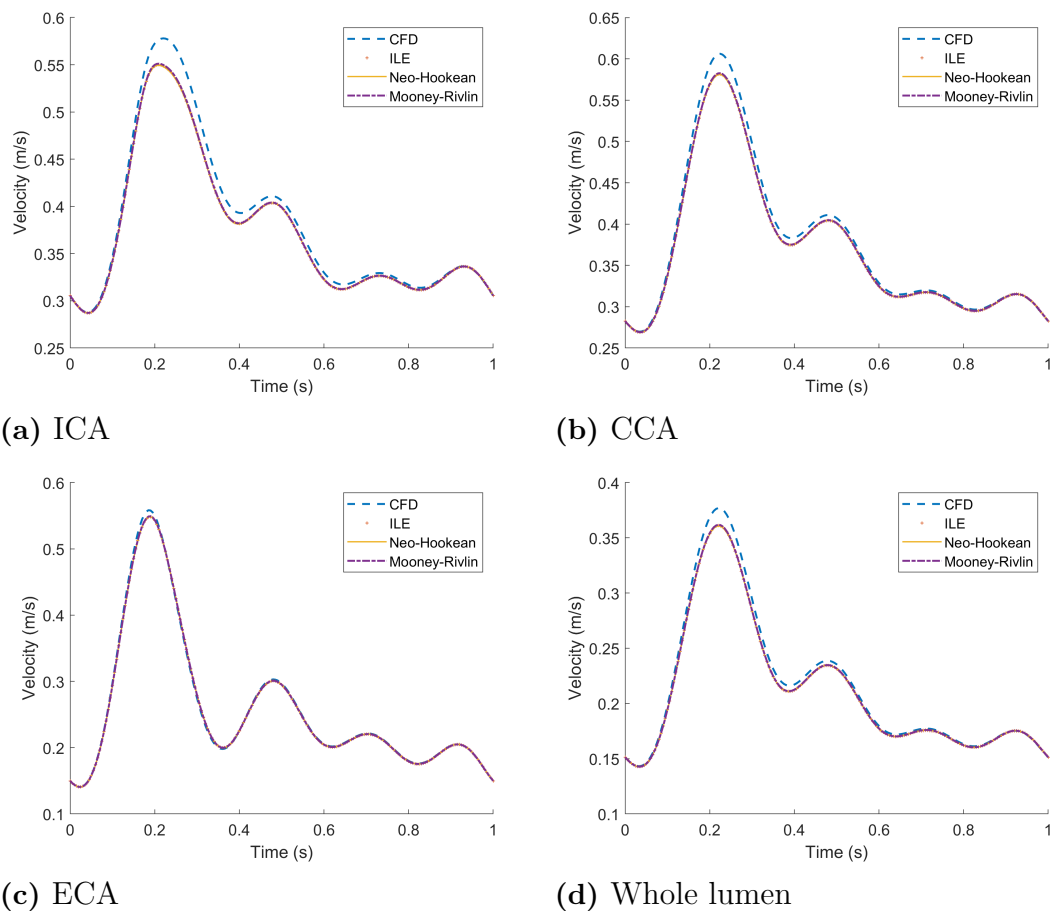 0.6
0.55
0.5
0.45
0.4
0.35
0.3
0.25
Velocity (m/s)
0 0.2 0.4 0.6 0.8 1
Time (s)
CFD
ILE
Neo-Hookean
Mooney-Rivlin
(a) ICA
0.65
0.6
0.55
0.5
0.45
0.4
0.35
0.3
0.25
Velocity (m/s)
0 0.2 0.4 0.6 0.8 1
Time (s)
CFD
ILE
Neo-Hookean
Mooney-Rivlin
(b) CCA
0.6
0.5
0.4
0.3
0.2
0.1
Velocity (m/s)
0 0.2 0.4 0.6 0.8 1
Time (s)
CFD
ILE
Neo-Hookean
Mooney-Rivlin
(c) ECA
0.4
0.35
0.3
0.25
0.2
0.15
0.1
Velocity (m/s)
0 0.2 0.4 0.6 0.8 1
Time (s)
CFD
ILE
Neo-Hookean
Mooney-Rivlin
(d) Whole lumen